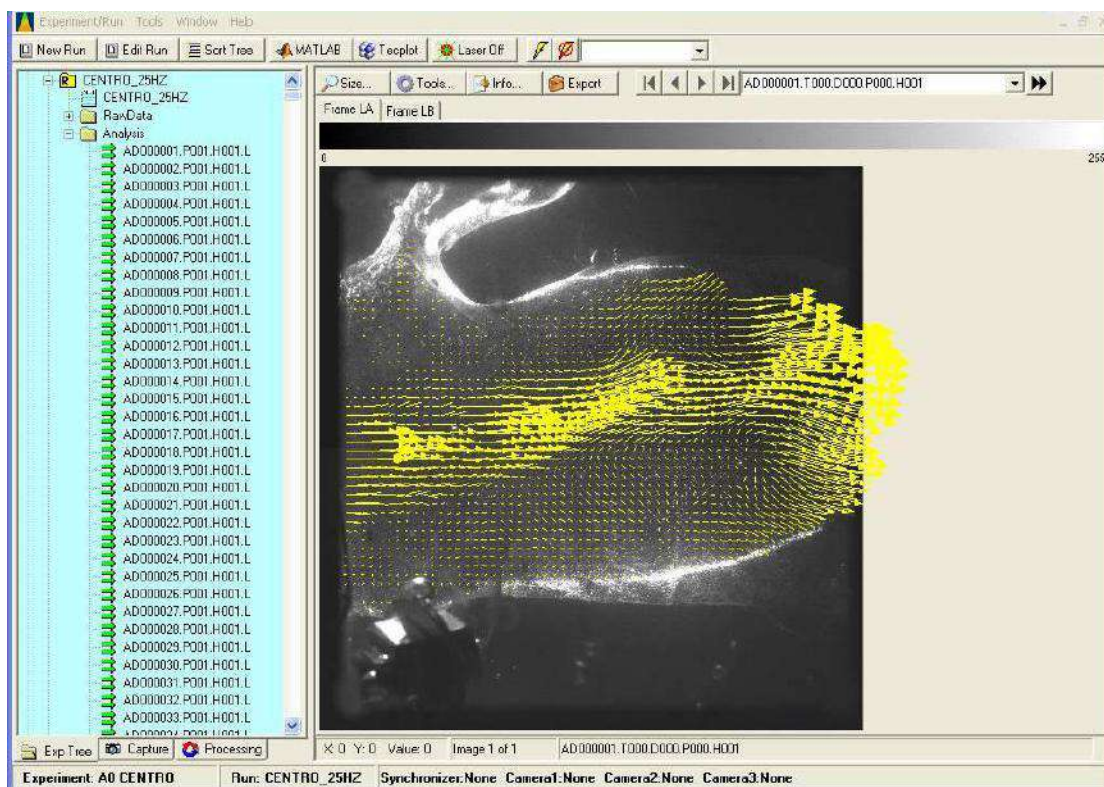 Experiment/Run Tools Window Help
New Run Edit Run Sort Tree MATLAB Tecplot Laser Off
Size... Tools... Info... Export AD000001.T000.D000.P000.H001
Frame LA Frame LB
0 255
CENTRO_25HZ
CENTRO_25HZ
RawData
Analysis
AD000001.P001.H001.L
AD000002.P001.H001.L
AD000003.P001.H001.L
AD000004.P001.H001.L
AD000005.P001.H001.L
AD000006.P001.H001.L
AD000007.P001.H001.L
AD000008.P001.H001.L
AD000009.P001.H001.L
AD000010.P001.H001.L
AD000011.P001.H001.L
AD000012.P001.H001.L
AD000013.P001.H001.L
AD000014.P001.H001.L
AD000015.P001.H001.L
AD000016.P001.H001.L
AD000017.P001.H001.L
AD000018.P001.H001.L
AD000019.P001.H001.L
AD000020.P001.H001.L
AD000021.P001.H001.L
AD000022.P001.H001.L
AD000023.P001.H001.L
AD000024.P001.H001.L
AD000025.P001.H001.L
AD000026.P001.H001.L
AD000027.P001.H001.L
AD000028.P001.H001.L
AD000029.P001.H001.L
AD000030.P001.H001.L
AD000031.P001.H001.L
AD000032.P001.H001.L
AD000033.P001.H001.L
Exp Tree Capture Processing
X: 0 Y: 0 Value: 0 Image 1 of 1 AD000001.T000.D000.P000.H001
Experiment: A0 CENTRO Run: CENTRO_25HZ Synchronizer:None Camera1:None Camera2:None Camera3:None